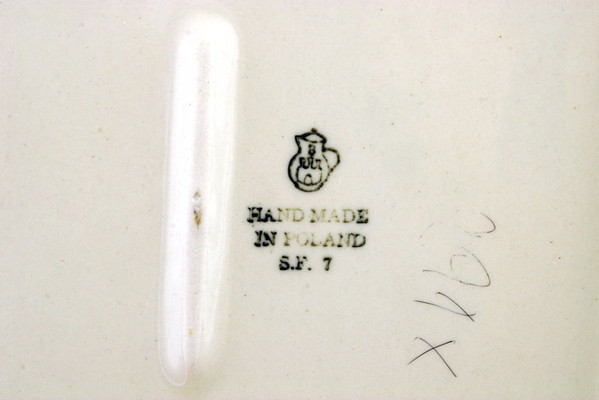 HAND MADE
IN POLAND
S.F. 7